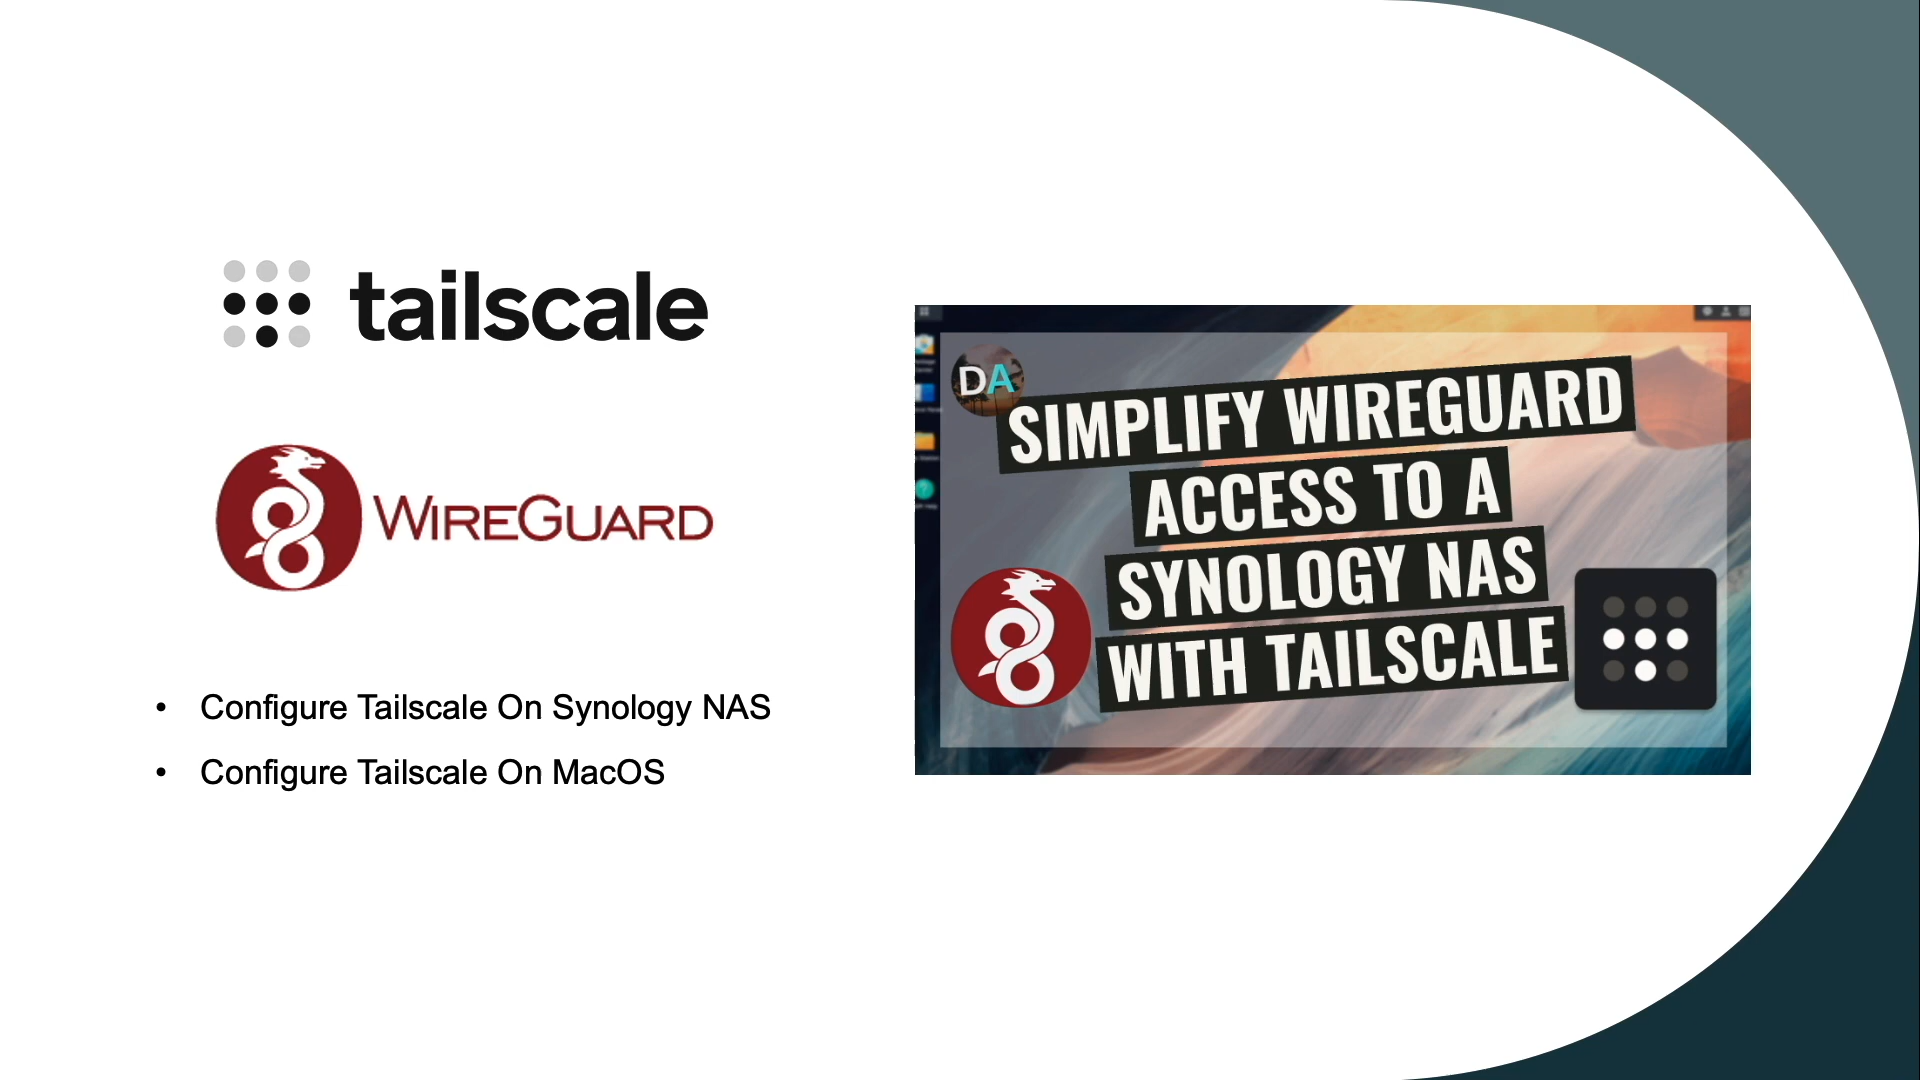 tailscale
WIREGUARD
• Configure Tailscale On Synology NAS
• Configure Tailscale On MacOS
DA
SIMPLIFY WIREGUARD
ACCESS TO A
SYNOLOGY NAS
WITH TAILSCALE